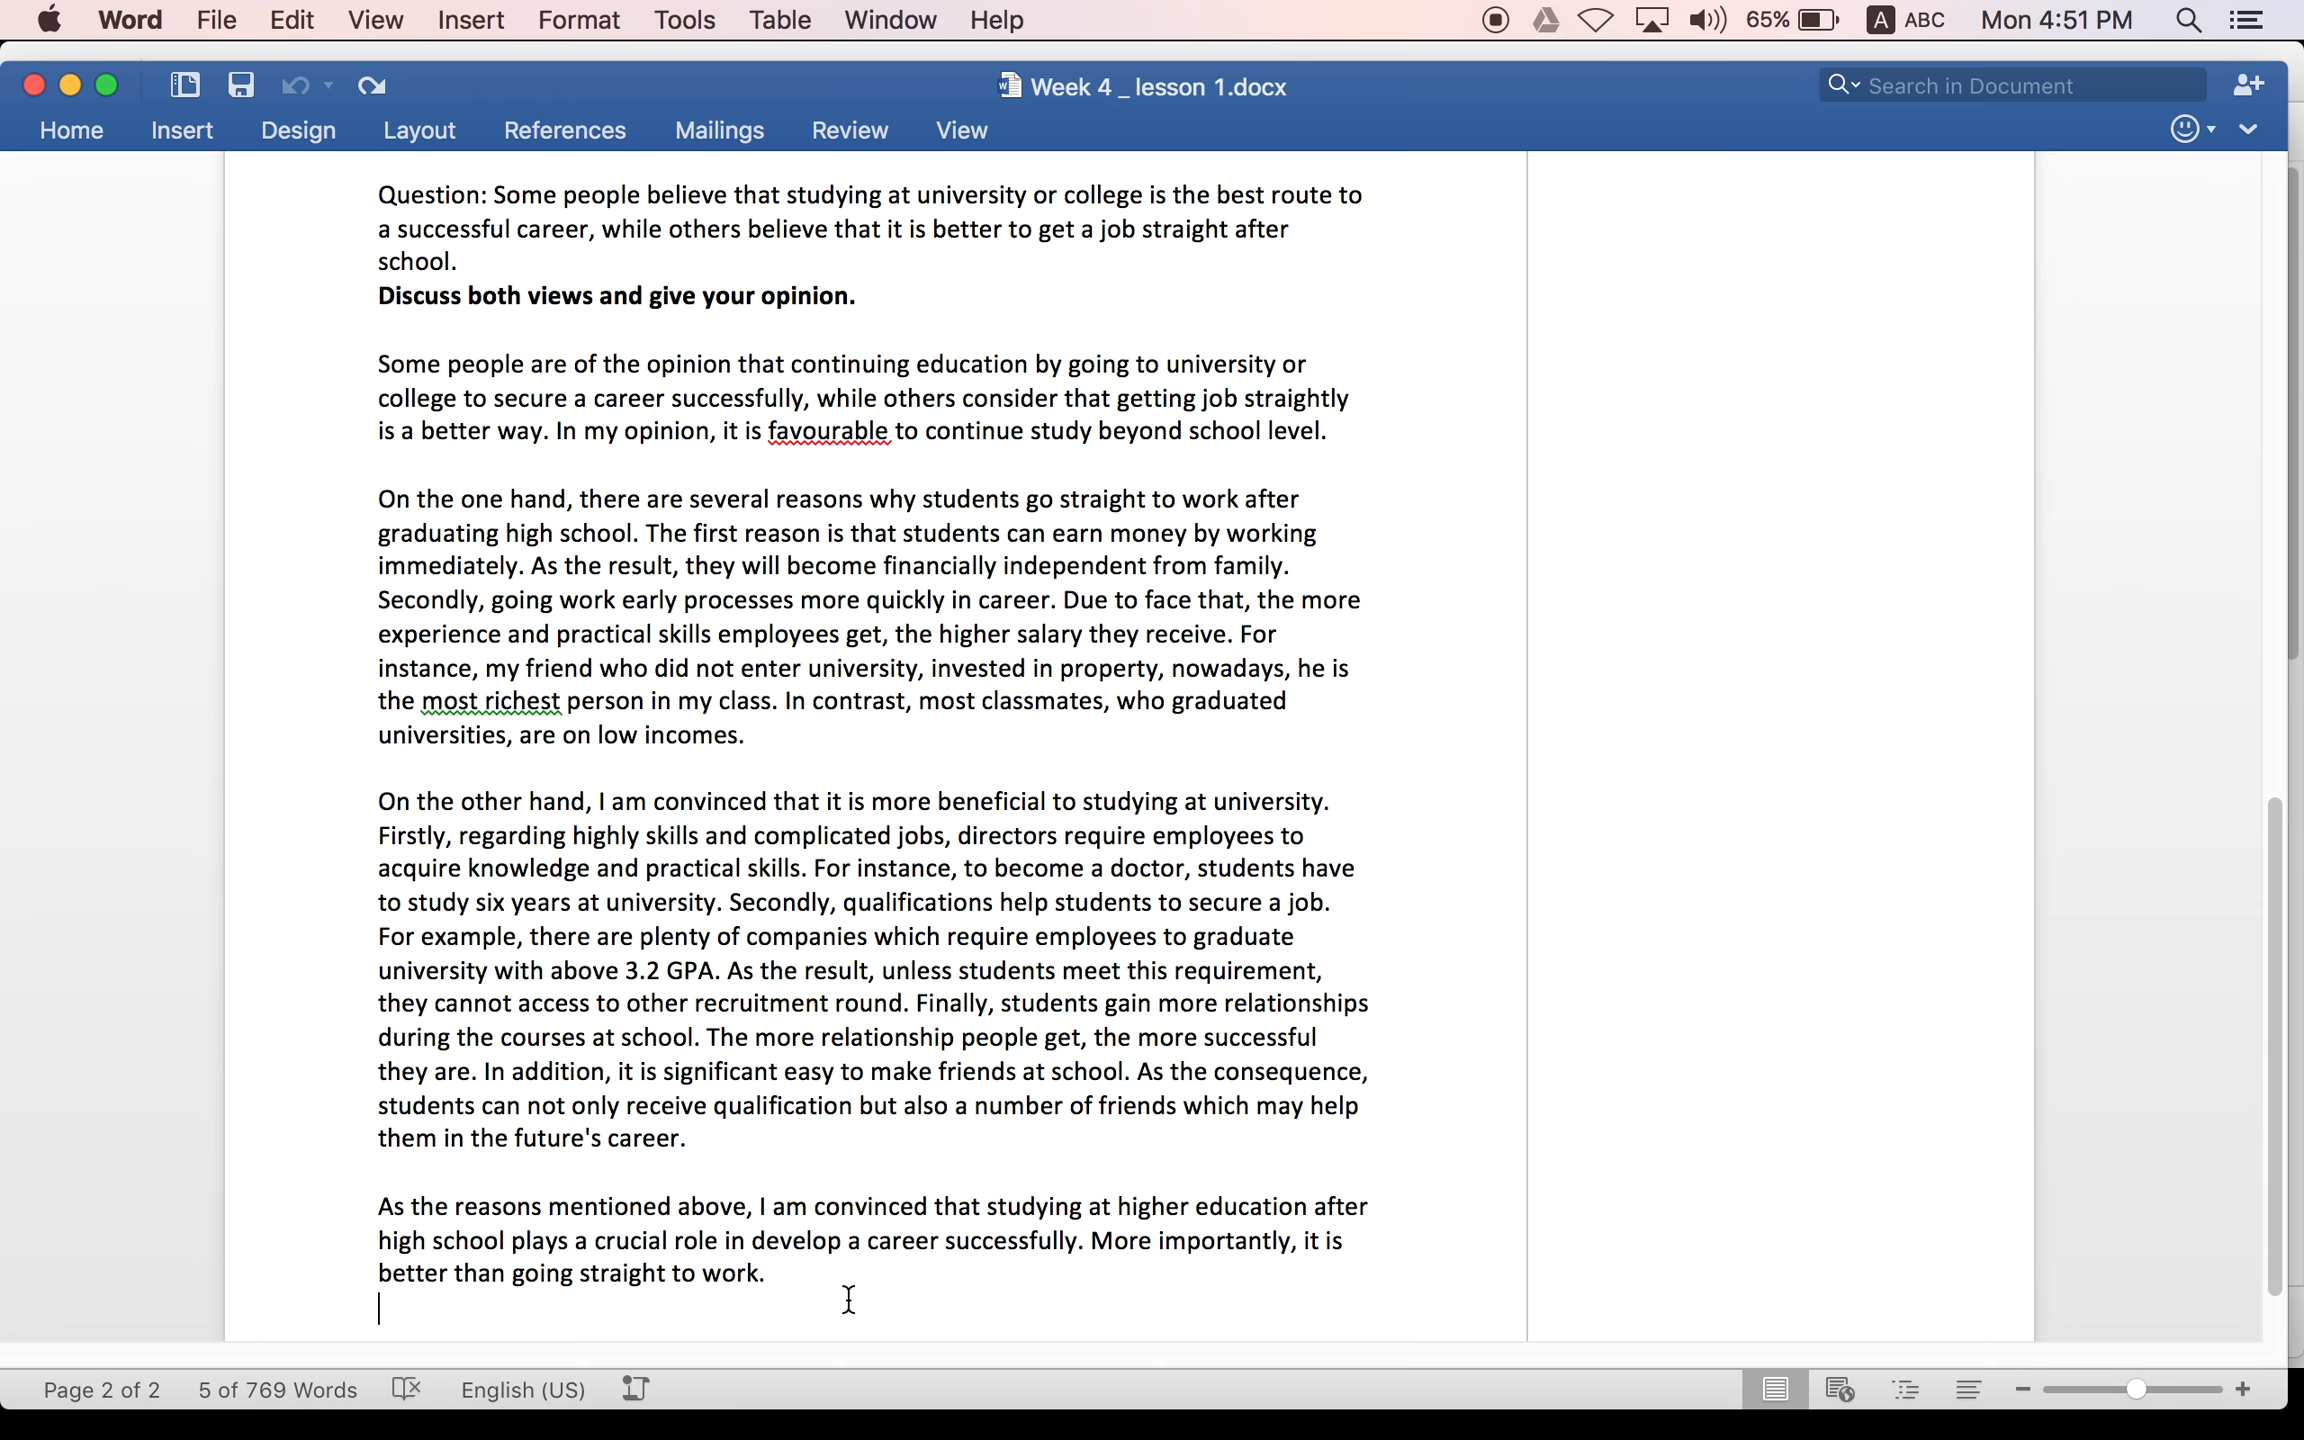 Word File Edit View Insert Format Tools Table Window Help 65% A ABC Mon 4:51 PM
Week 4 _ lesson 1.docx Search in Document
Home Insert Design Layout References Mailings Review View
Question: Some people believe that studying at university or college is the best route to
a successful career, while others believe that it is better to get a job straight after
school.
Discuss both views and give your opinion.
Some people are of the opinion that continuing education by going to university or
college to secure a career successfully, while others consider that getting job straightly
is a better way. In my opinion, it is favourable to continue study beyond school level.
On the one hand, there are several reasons why students go straight to work after
graduating high school. The first reason is that students can earn money by working
immediately. As the result, they will become financially independent from family.
Secondly, going work early processes more quickly in career. Due to face that, the more
experience and practical skills employees get, the higher salary they receive. For
instance, my friend who did not enter university, invested in property, nowadays, he is
the most richest person in my class. In contrast, most classmates, who graduated
universities, are on low incomes.
On the other hand, I am convinced that it is more beneficial to studying at university.
Firstly, regarding highly skills and complicated jobs, directors require employees to
acquire knowledge and practical skills. For instance, to become a doctor, students have
to study six years at university. Secondly, qualifications help students to secure a job.
For example, there are plenty of companies which require employees to graduate
university with above 3.2 GPA. As the result, unless students meet this requirement,
they cannot access to other recruitment round. Finally, students gain more relationships
during the courses at school. The more relationship people get, the more successful
they are. In addition, it is significant easy to make friends at school. As the consequence,
students can not only receive qualification but also a number of friends which may help
them in the future's career.
As the reasons mentioned above, I am convinced that studying at higher education after
high school plays a crucial role in develop a career successfully. More importantly, it is
better than going straight to work.
Page 2 of 2 5 of 769 Words English (US)